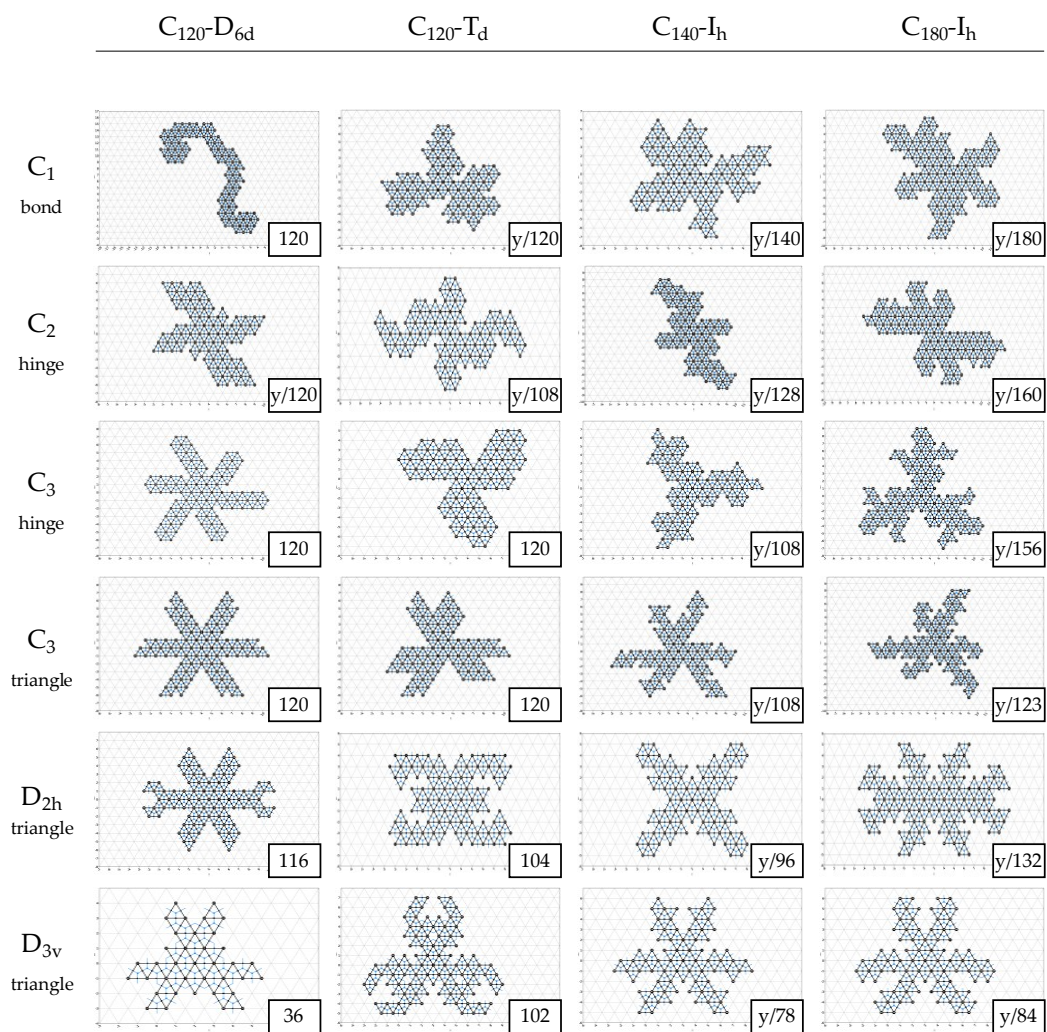 C₁₂₀-D₆d C₁₂₀-Td C₁₄₀-Ih C₁₈₀-Ih
C₁
bond
120 y/120 y/140 y/180
C₂
hinge
y/120 y/108 y/128 y/160
C₃
hinge
120 120 y/108 y/156
C₃
triangle
120 120 y/108 y/123
D₂h
triangle
116 104 y/96 y/132
D₃v
triangle
36 102 y/78 y/84